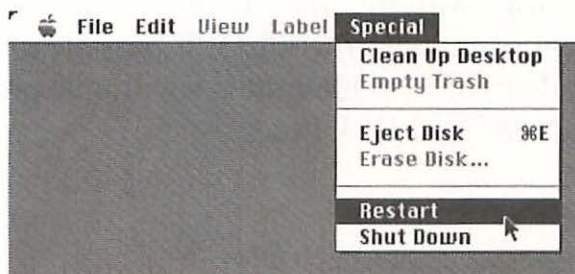 File Edit View Label Special
Clean Up Desktop
Empty Trash
Eject Disk ⌘E
Erase Disk...
Restart
Shut Down